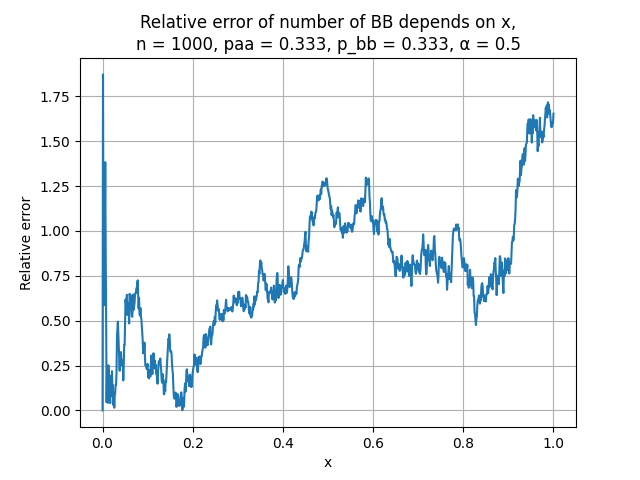 Relative error of number of BB depends on x,
n = 1000, paa = 0.333, p_bb = 0.333, α = 0.5
1.75
1.50
1.25
1.00
0.75
0.50
0.25
0.00
Relative error
0.0 0.2 0.4 0.6 0.8 1.0
x